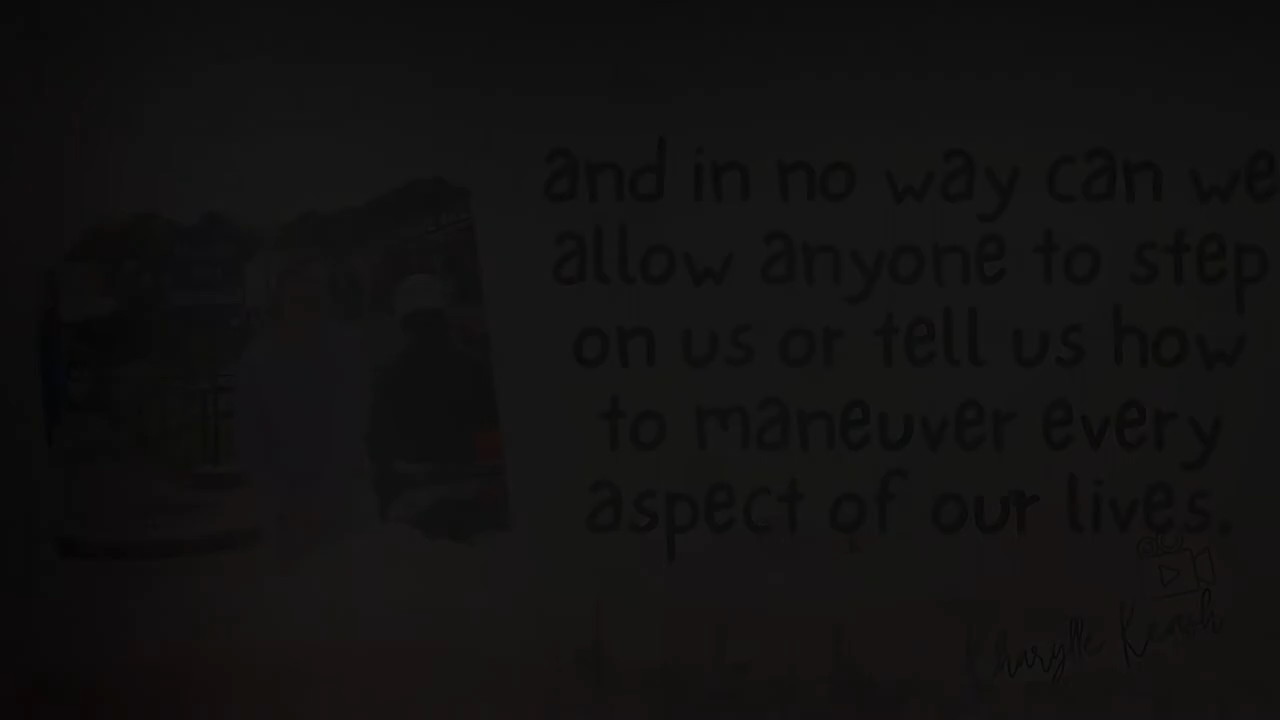 and in no way can we
allow anyone to step
on us or tell us how
to maneuver every
aspect of our lives.